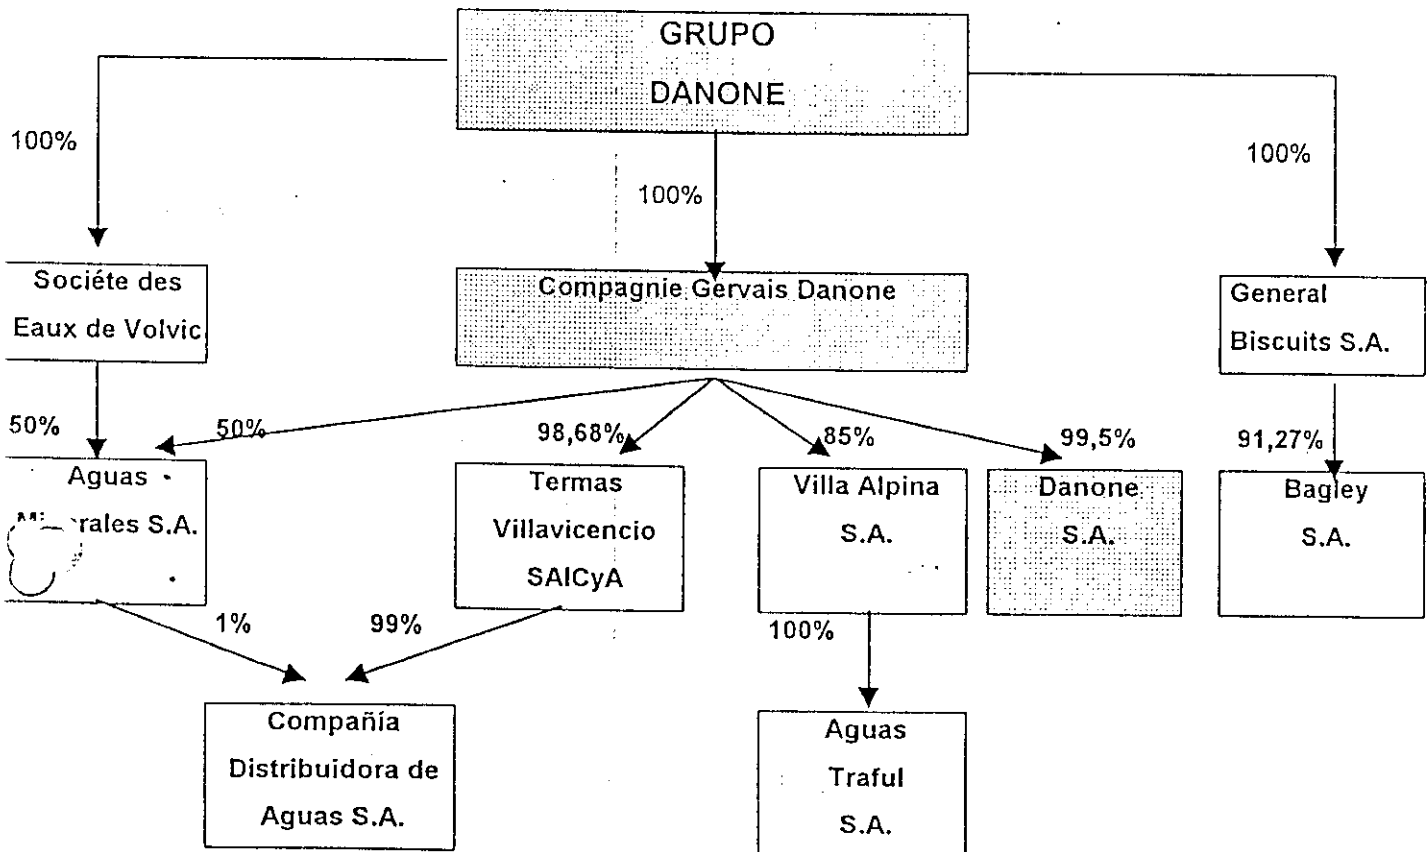 GRUPO
DANONE
100%
100%
100%
Sociéte des
Eaux de Volvic
Compagnie Gervais Danone
General
Biscuits S.A.
50%
50%
98,68%
85%
99,5%
91,27%
Aguas
S.A.
Termas
Villavicencio
SAICyA
Villa Alpina
S.A.
Danone
S.A.
Bagley
S.A.
1%
99%
100%
Compañía
Distribuidora de
Aguas S.A.
Aguas
Traful
S.A.